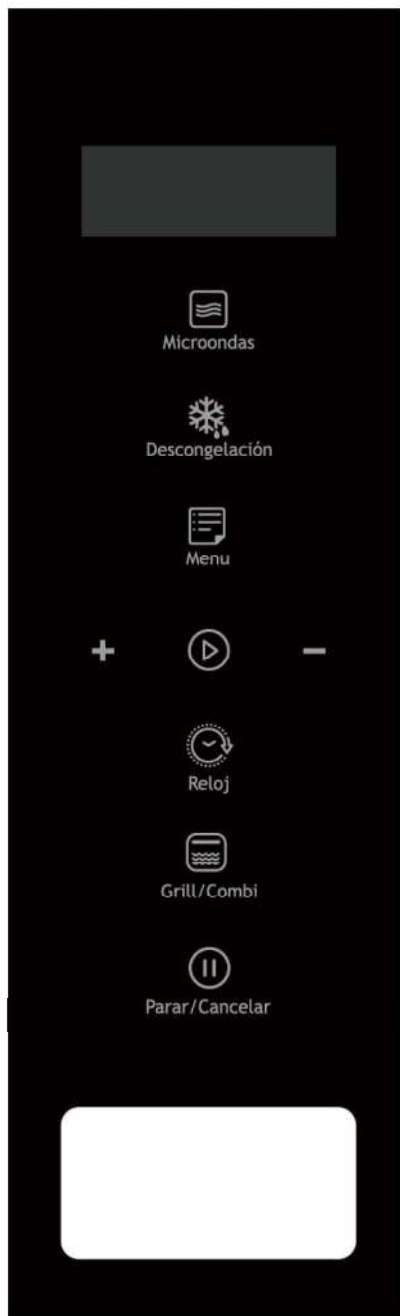 Microondas
Descongelación
Menu
+ -
Reloj
Grill/Combi
Parar/Cancelar